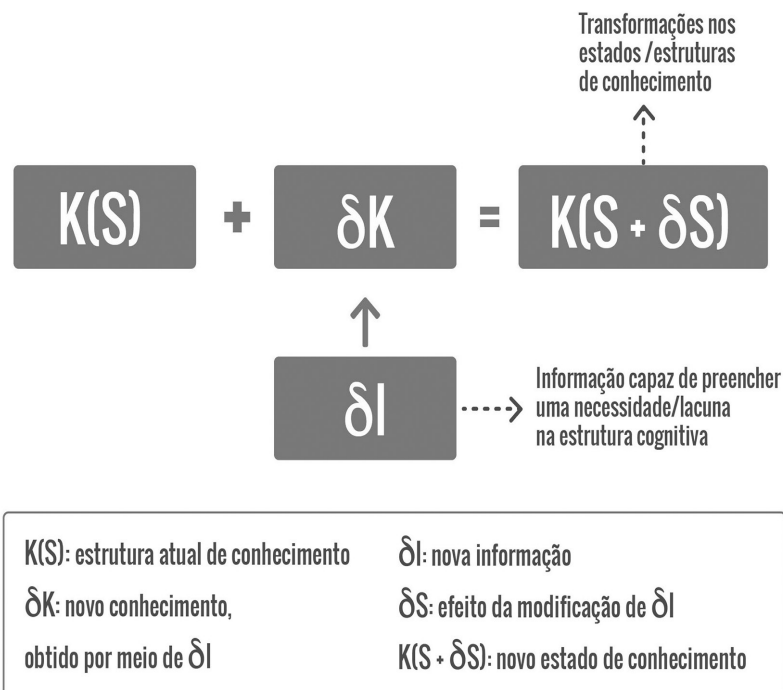 Transformações nos
estados /estruturas
de conhecimento
K(S) + δK = K(S + δS)
δI
Informação capaz de preencher
uma necessidade/lacuna
na estrutura cognitiva
K(S): estrutura atual de conhecimento
δK: novo conhecimento,
obtido por meio de δI
δI: nova informação
δS: efeito da modificação de δI
K(S + δS): novo estado de conhecimento